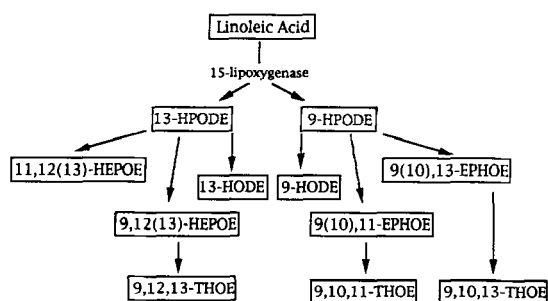 Linoleic Acid
15-lipoxygenase
13-HPODE 9-HPODE
11,12(13)-HEPOE 13-HODE 9-HODE 9(10),13-EPHOE
9,12(13)-HEPOE 9(10),11-EPHOE
9,12,13-THOE 9,10,11-THOE 9,10,13-THOE